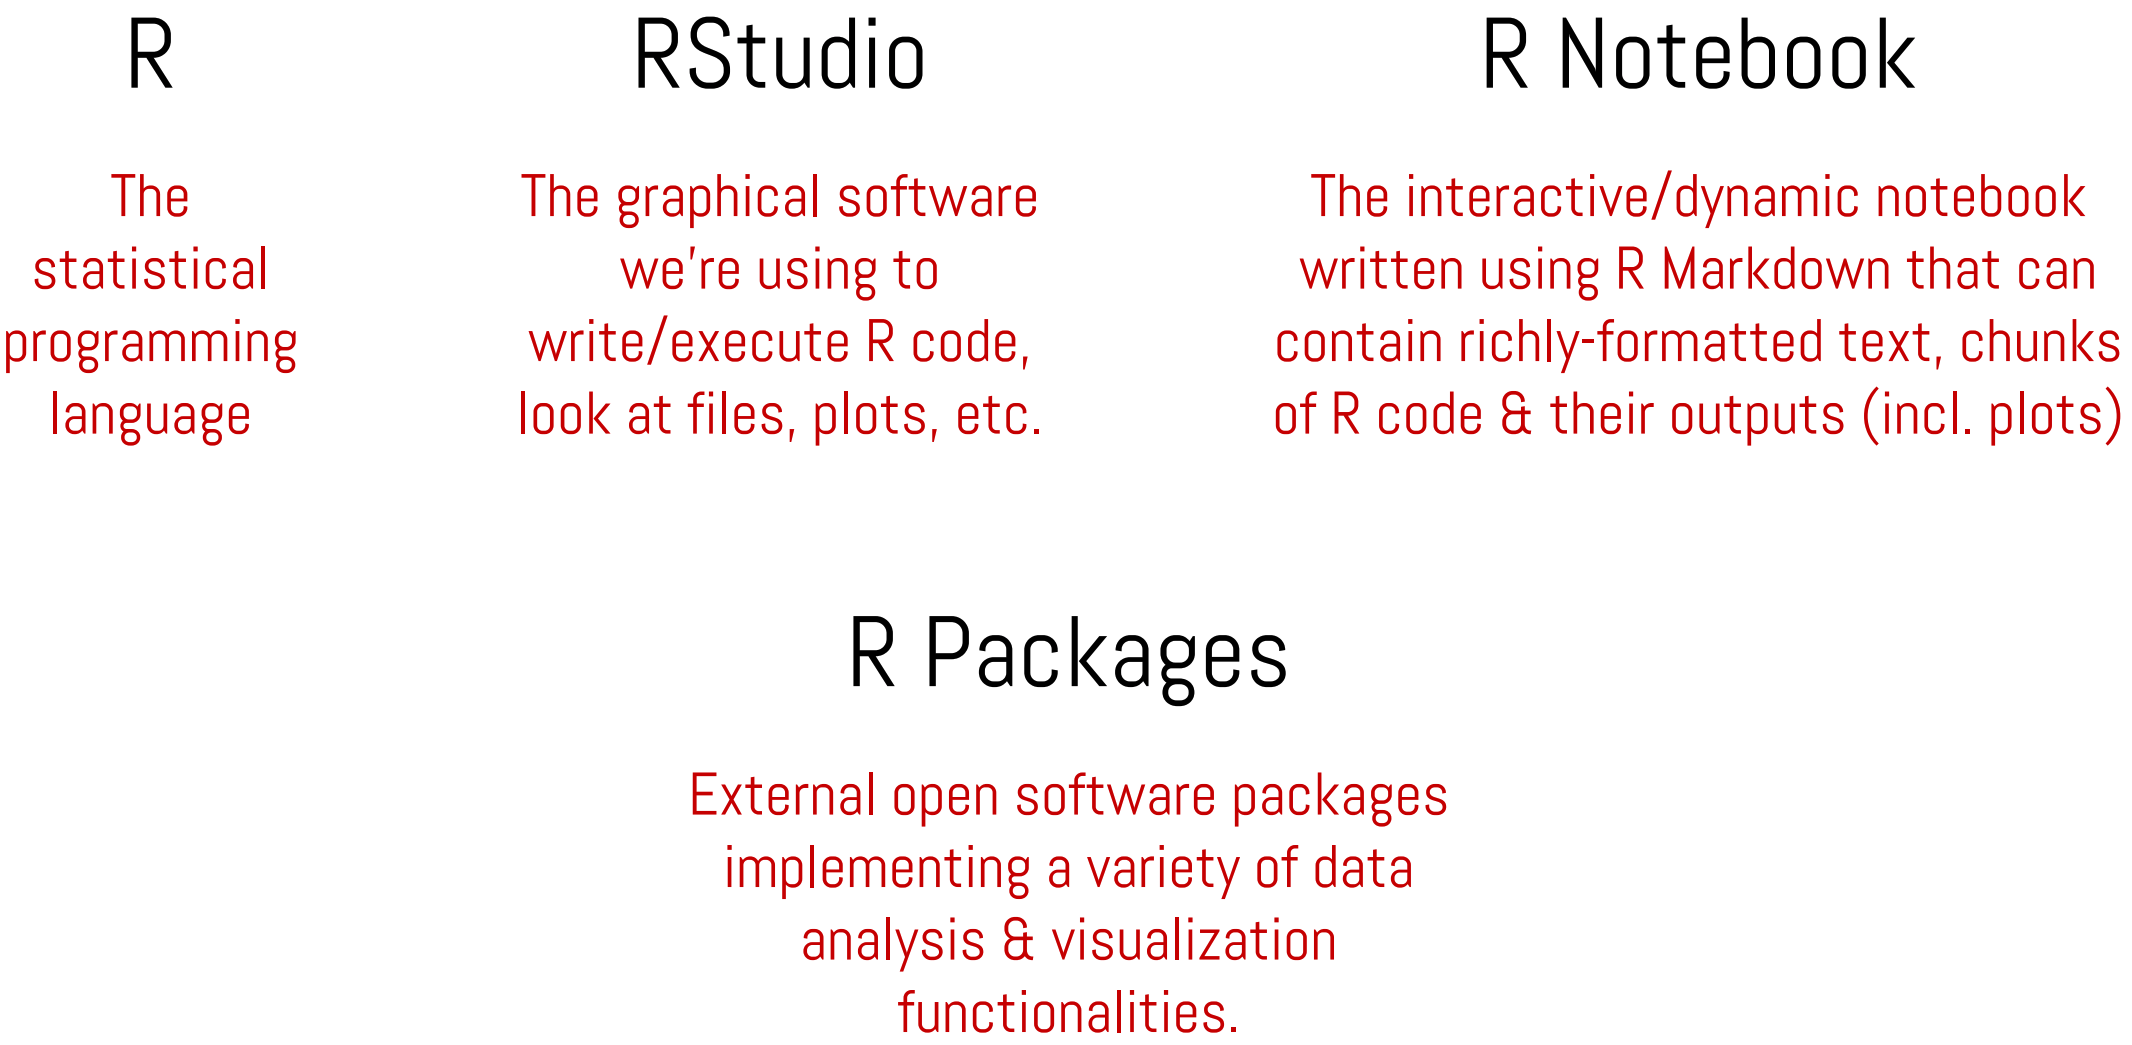 R
The
statistical
programming
language
RStudio
The graphical software
we're using to
write/execute R code,
look at files, plots, etc.
R Notebook
The interactive/dynamic notebook
written using R Markdown that can
contain richly-formatted text, chunks
of R code & their outputs (incl. plots)
R Packages
External open software packages
implementing a variety of data
analysis & visualization
functionalities.